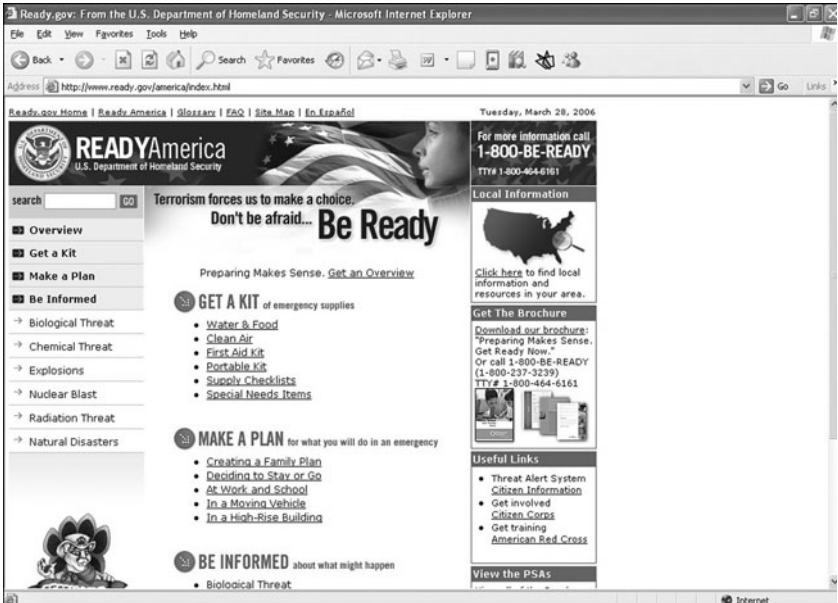 Ready.gov: From the U.S. Department of Homeland Security - Microsoft Internet Explorer
File Edit View Favorites Tools Help
Back Search Favorites
Address http://www.ready.gov/america/index.html Go Links
Ready.gov Home | Ready America | Glossary | FAQ | Site Map | En Español
Tuesday, March 28, 2006
READYAmerica
U.S. Department of Homeland Security
For more information call
1-800-BE-READY
TTY# 1-800-464-6161
search GO
Overview
Get a Kit
Make a Plan
Be Informed
Biological Threat
Chemical Threat
Explosions
Nuclear Blast
Radiation Threat
Natural Disasters
Terrorism forces us to make a choice.
Don't be afraid... Be Ready
Preparing Makes Sense. Get an Overview
GET A KIT of emergency supplies
• Water & Food
• Clean Air
• First Aid Kit
• Portable Kit
• Supply Checklists
• Special Needs Items
MAKE A PLAN for what you will do in an emergency
• Creating a Family Plan
• Deciding to Stay or Go
• At Work and School
• In a Moving Vehicle
• In a High-Rise Building
BE INFORMED about what might happen
• Biological Threat
Local Information
Click here to find local
information and
resources in your area.
Get The Brochure
Download our brochure:
"Preparing Makes Sense.
Get Ready Now."
Or call 1-800-BE-READY
(1-800-237-3239)
TTY# 1-800-464-6161
Useful Links
• Threat Alert System
Citizen Information
• Get involved
Citizen Corps
• Get training
American Red Cross
View the PSAs
Internet